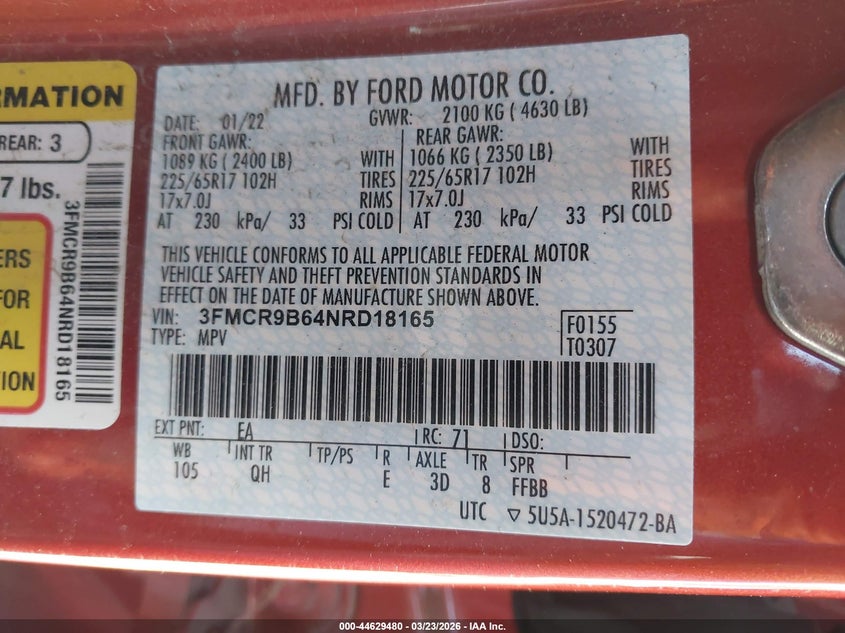 RMATION
REAR: 3
7 lbs.
ERS
FOR
AL
TION
3FMCR9B64NRD18165
MFD. BY FORD MOTOR CO.
DATE: 01/22 GVWR: 2100 KG ( 4630 LB)
FRONT GAWR: REAR GAWR:
1089 KG ( 2400 LB) WITH 1066 KG ( 2350 LB) WITH
225/65R17 102H TIRES 225/65R17 102H TIRES
17x7.0J RIMS 17x7.0J RIMS
AT 230 kPa/ 33 PSI COLD AT 230 kPa/ 33 PSI COLD
THIS VEHICLE CONFORMS TO ALL APPLICABLE FEDERAL MOTOR
VEHICLE SAFETY AND THEFT PREVENTION STANDARDS IN
EFFECT ON THE DATE OF MANUFACTURE SHOWN ABOVE.
VIN: 3FMCR9B64NRD18165 F0155
TYPE: MPV T0307
EXT PNT: EA RC: 71 DSO:
WB INT TR TP/PS R AXLE TR SPR
105 QH E 3D 8 FFBB
UTC ▽ 5U5A-1520472-BA
000-44629480 - 03/23/2026 - IAA Inc.